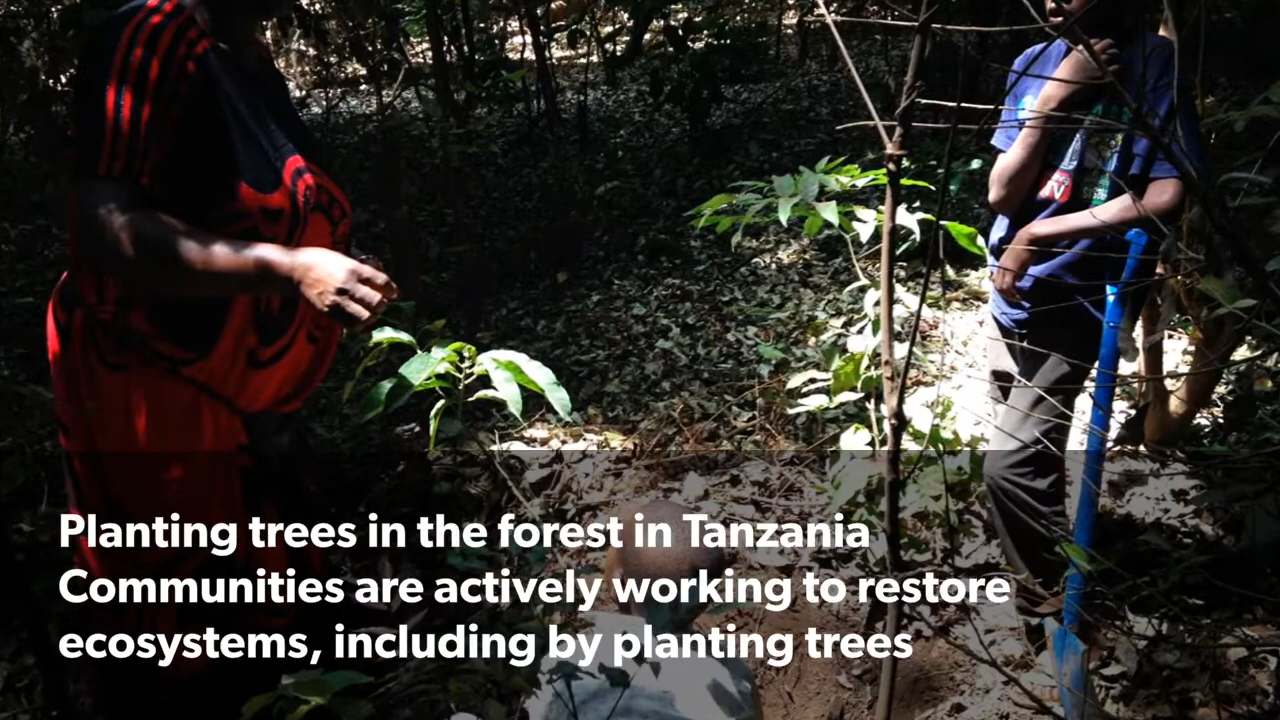 Planting trees in the forest in Tanzania
Communities are actively working to restore
ecosystems, including by planting trees